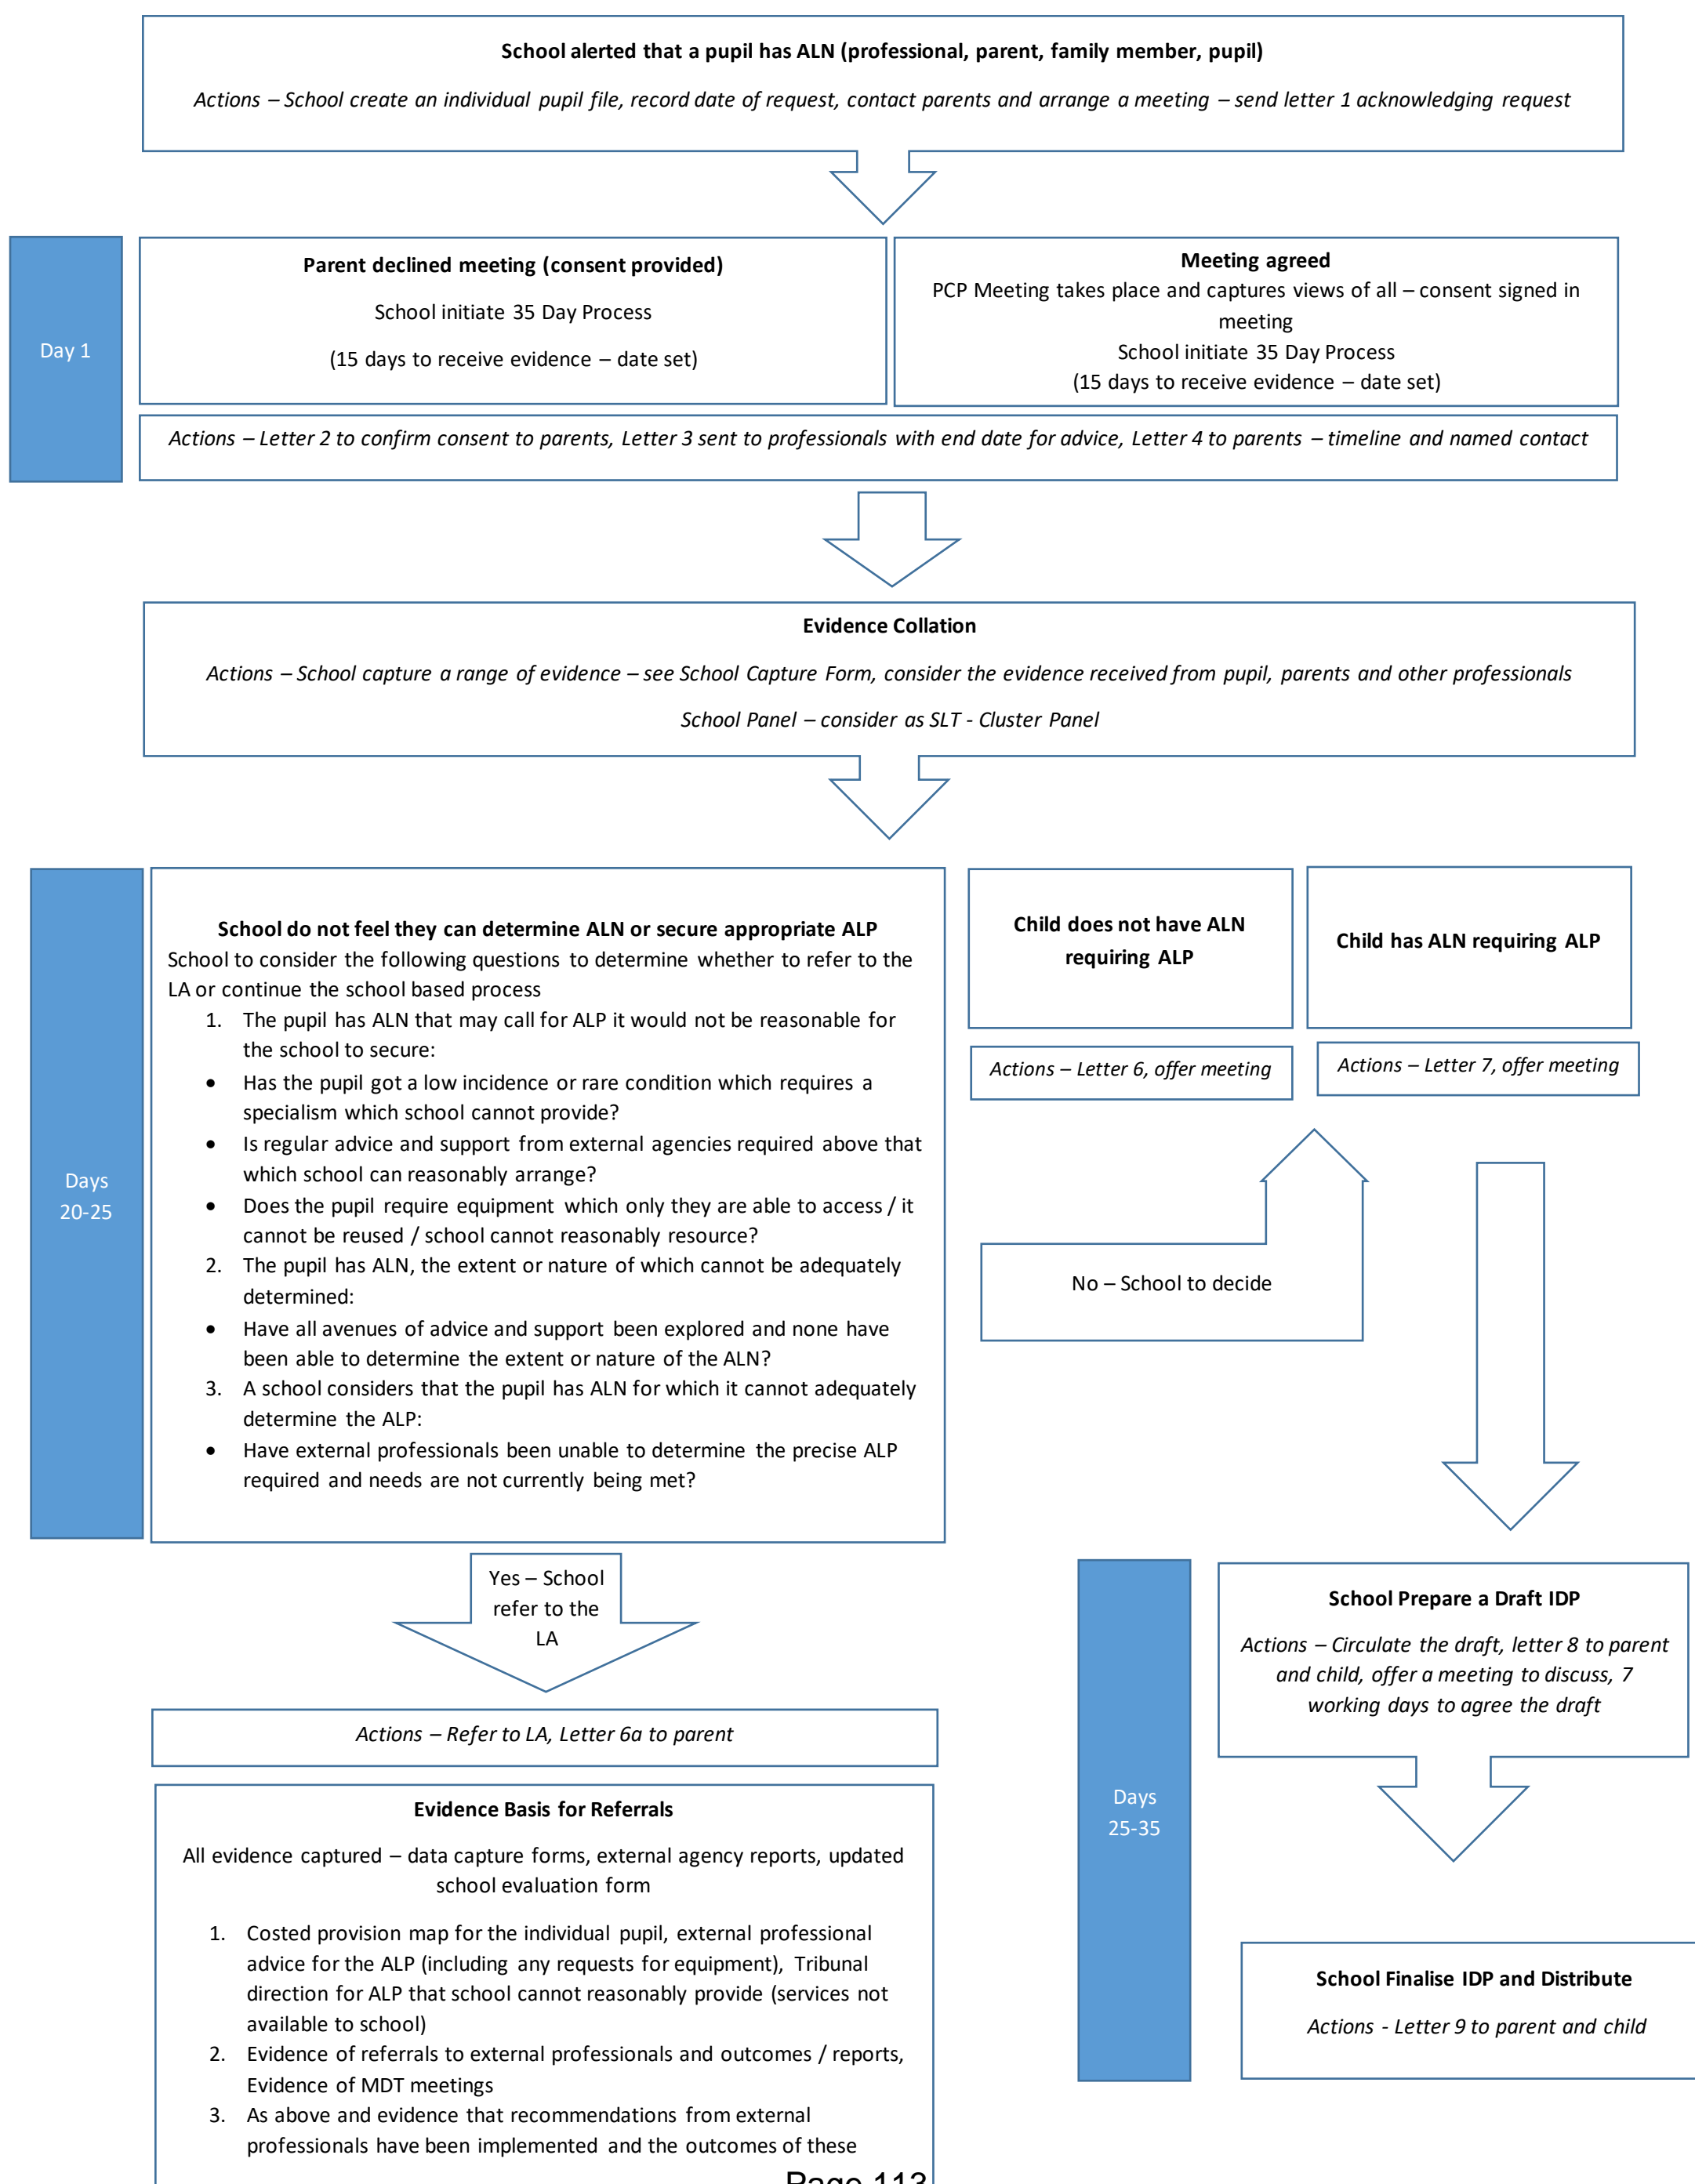 School alerted that a pupil has ALN (professional, parent, family member, pupil)
Actions – School create an individual pupil file, record date of request, contact parents and arrange a meeting – send letter 1 acknowledging request
Day 1
Parent declined meeting (consent provided)
School initiate 35 Day Process
(15 days to receive evidence – date set)
Meeting agreed
PCP Meeting takes place and captures views of all – consent signed in
meeting
School initiate 35 Day Process
(15 days to receive evidence – date set)
Actions – Letter 2 to confirm consent to parents, Letter 3 sent to professionals with end date for advice, Letter 4 to parents – timeline and named contact
Evidence Collation
Actions – School capture a range of evidence – see School Capture Form, consider the evidence received from pupil, parents and other professionals
School Panel – consider as SLT - Cluster Panel
Days
20-25
School do not feel they can determine ALN or secure appropriate ALP
School to consider the following questions to determine whether to refer to the
LA or continue the school based process
1. The pupil has ALN that may call for ALP it would not be reasonable for
the school to secure:
• Has the pupil got a low incidence or rare condition which requires a
specialism which school cannot provide?
• Is regular advice and support from external agencies required above that
which school can reasonably arrange?
• Does the pupil require equipment which only they are able to access / it
cannot be reused / school cannot reasonably resource?
2. The pupil has ALN, the extent or nature of which cannot be adequately
determined:
• Have all avenues of advice and support been explored and none have
been able to determine the extent or nature of the ALN?
3. A school considers that the pupil has ALN for which it cannot adequately
determine the ALP:
• Have external professionals been unable to determine the precise ALP
required and needs are not currently being met?
Child does not have ALN
requiring ALP
Actions – Letter 6, offer meeting
Child has ALN requiring ALP
Actions – Letter 7, offer meeting
No – School to decide
Yes – School
refer to the
LA
Actions – Refer to LA, Letter 6a to parent
Evidence Basis for Referrals
All evidence captured – data capture forms, external agency reports, updated
school evaluation form
1. Costed provision map for the individual pupil, external professional
advice for the ALP (including any requests for equipment), Tribunal
direction for ALP that school cannot reasonably provide (services not
available to school)
2. Evidence of referrals to external professionals and outcomes / reports,
Evidence of MDT meetings
3. As above and evidence that recommendations from external
professionals have been implemented and the outcomes of these
Days
25-35
School Prepare a Draft IDP
Actions – Circulate the draft, letter 8 to parent
and child, offer a meeting to discuss, 7
working days to agree the draft
School Finalise IDP and Distribute
Actions - Letter 9 to parent and child
Page 113